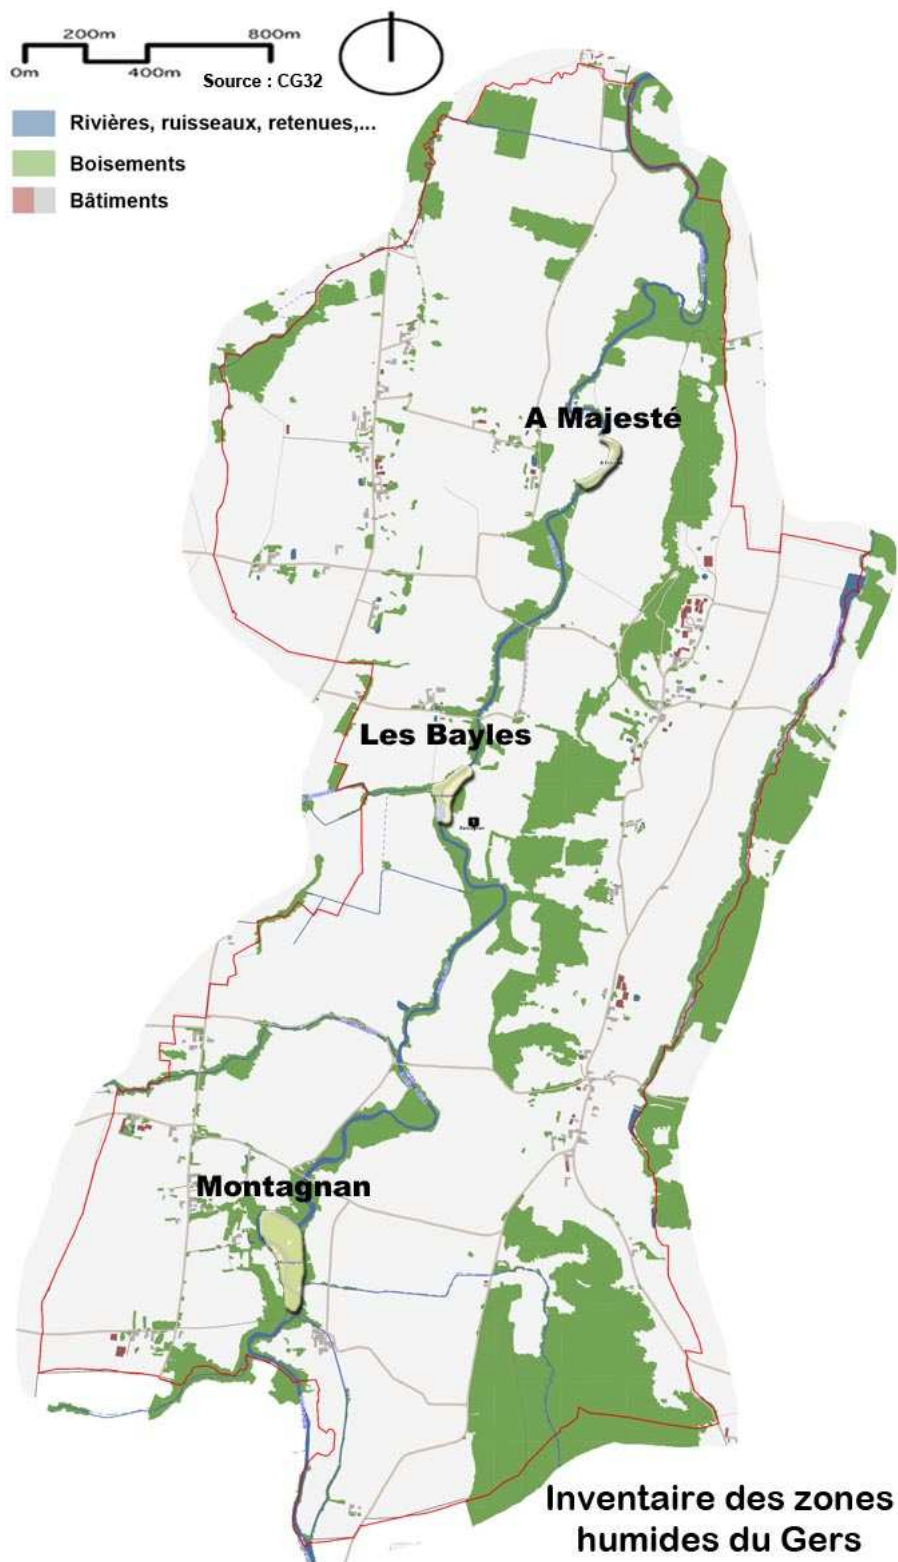 200m
800m
0m
400m
Source : CG32
Rivières, ruisseaux, retenues,...
Boisements
Bâtiments
A Majesté
Les Bayles
Montagnan
Inventaire des zones
humides du Gers